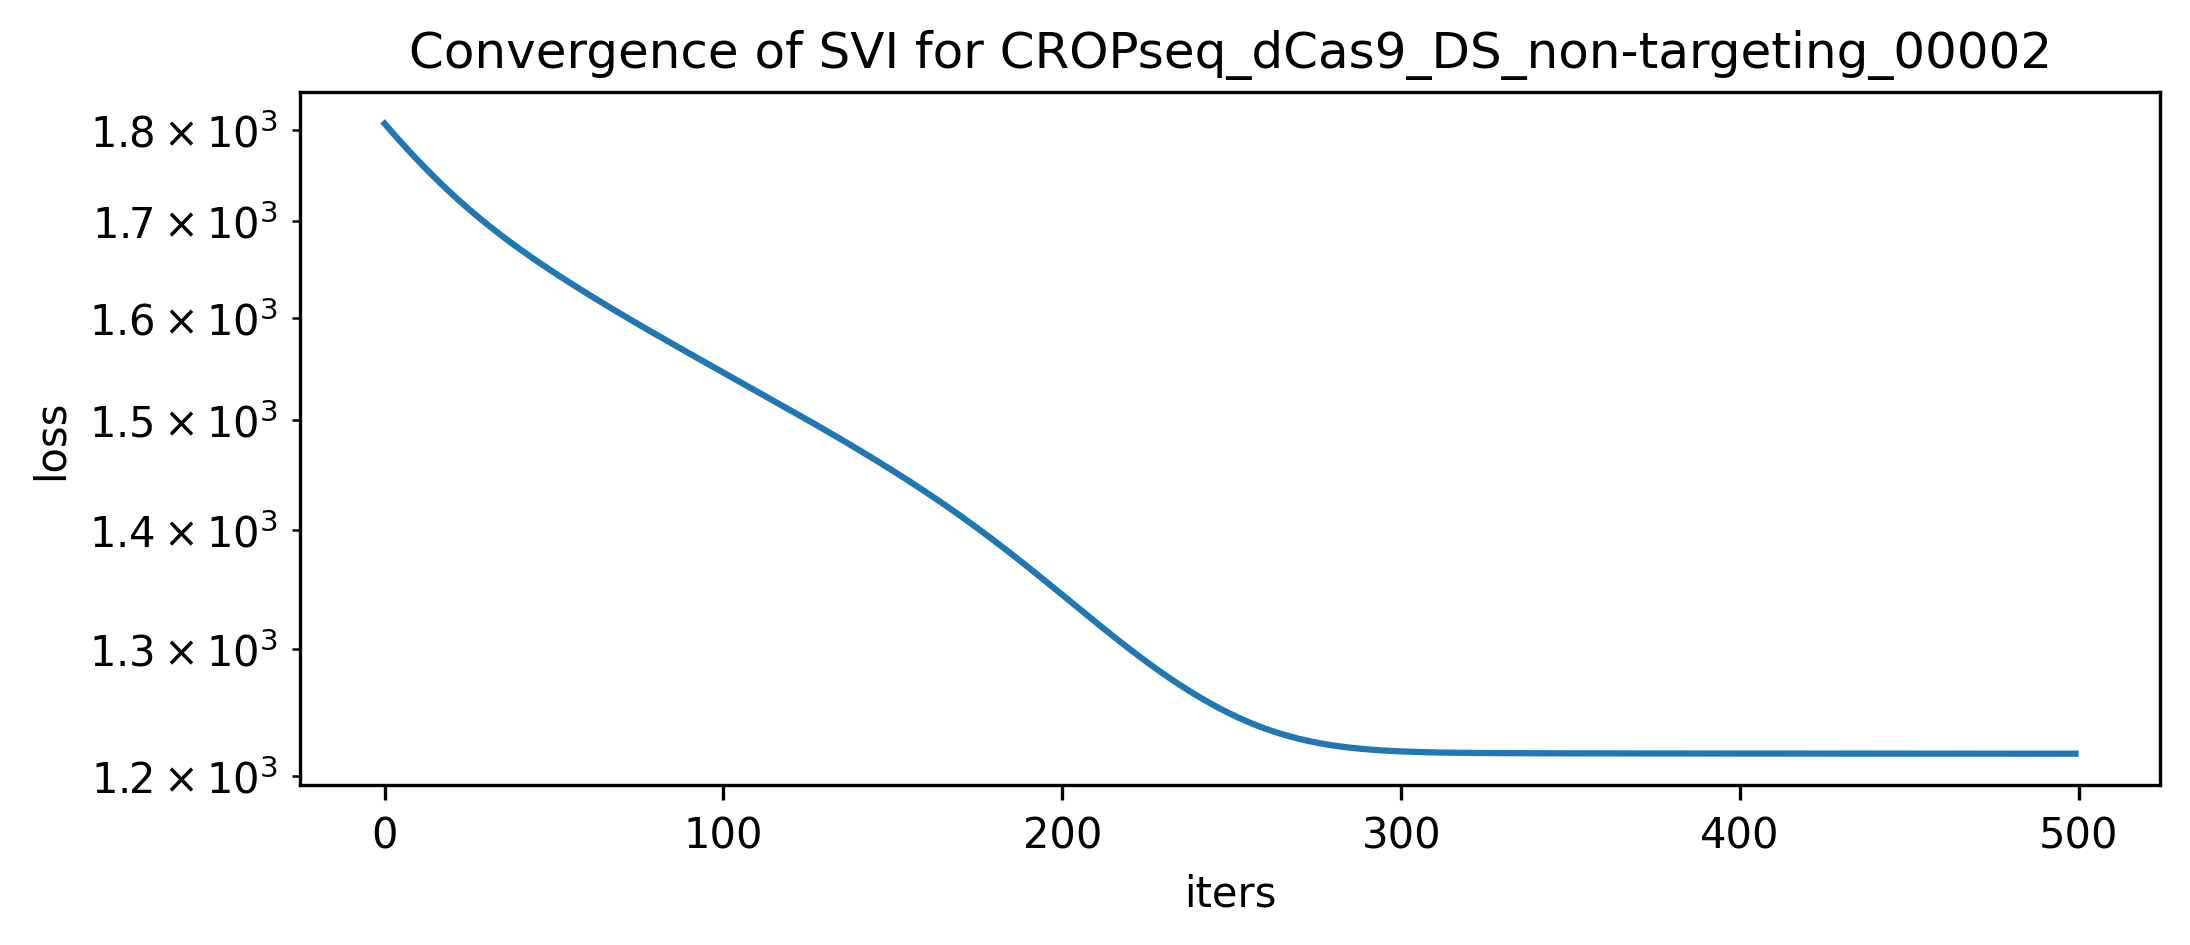 Convergence of SVI for CROPseq_dCas9_DS_non-targeting_00002
1.8 × 10³
1.7 × 10³
1.6 × 10³
1.5 × 10³
1.4 × 10³
1.3 × 10³
1.2 × 10³
loss
0 100 200 300 400 500
iters